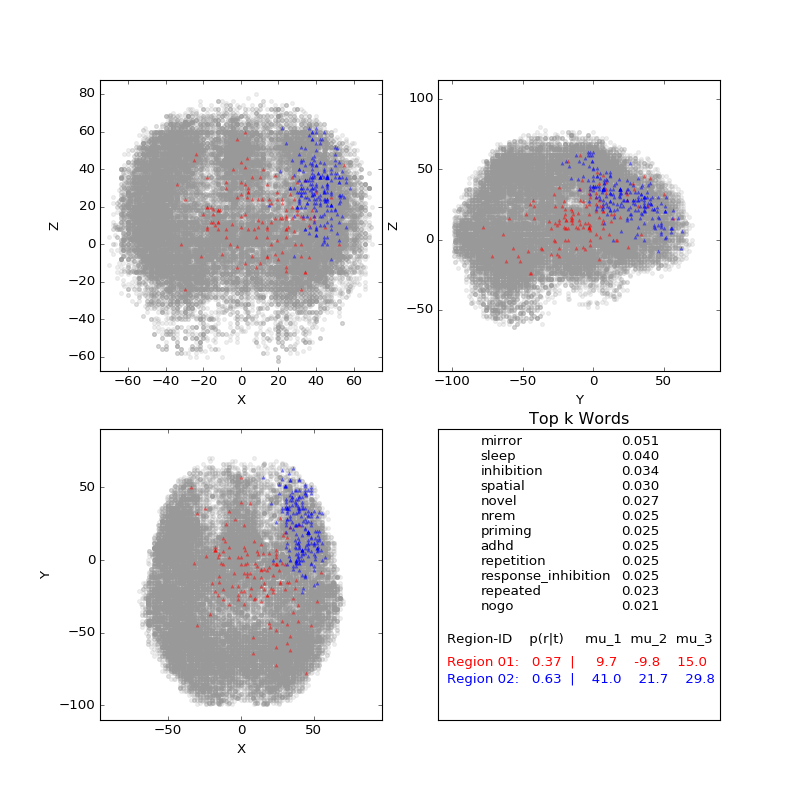 80
60
40
20
0
−20
−40
−60
Z
−60 −40 −20 0 20 40 60
X
100
50
0
−50
Z
−100 −50 0 50
Y
50
0
−50
−100
Y
−50 0 50
X
Top k Words
mirror 0.051
sleep 0.040
inhibition 0.034
spatial 0.030
novel 0.027
nrem 0.025
priming 0.025
adhd 0.025
repetition 0.025
response_inhibition 0.025
repeated 0.023
nogo 0.021
Region-ID p(r|t) mu_1 mu_2 mu_3
Region 01: 0.37 | 9.7 -9.8 15.0
Region 02: 0.63 | 41.0 21.7 29.8